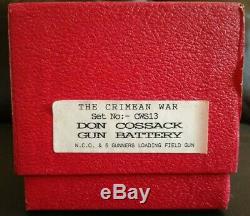 THE CRIMEAN WAR
Set No:- CWS13
DON COSSACK
GUN BATTERY
N.C.O. & 5 GUNNERS LOADING FIELD GUN